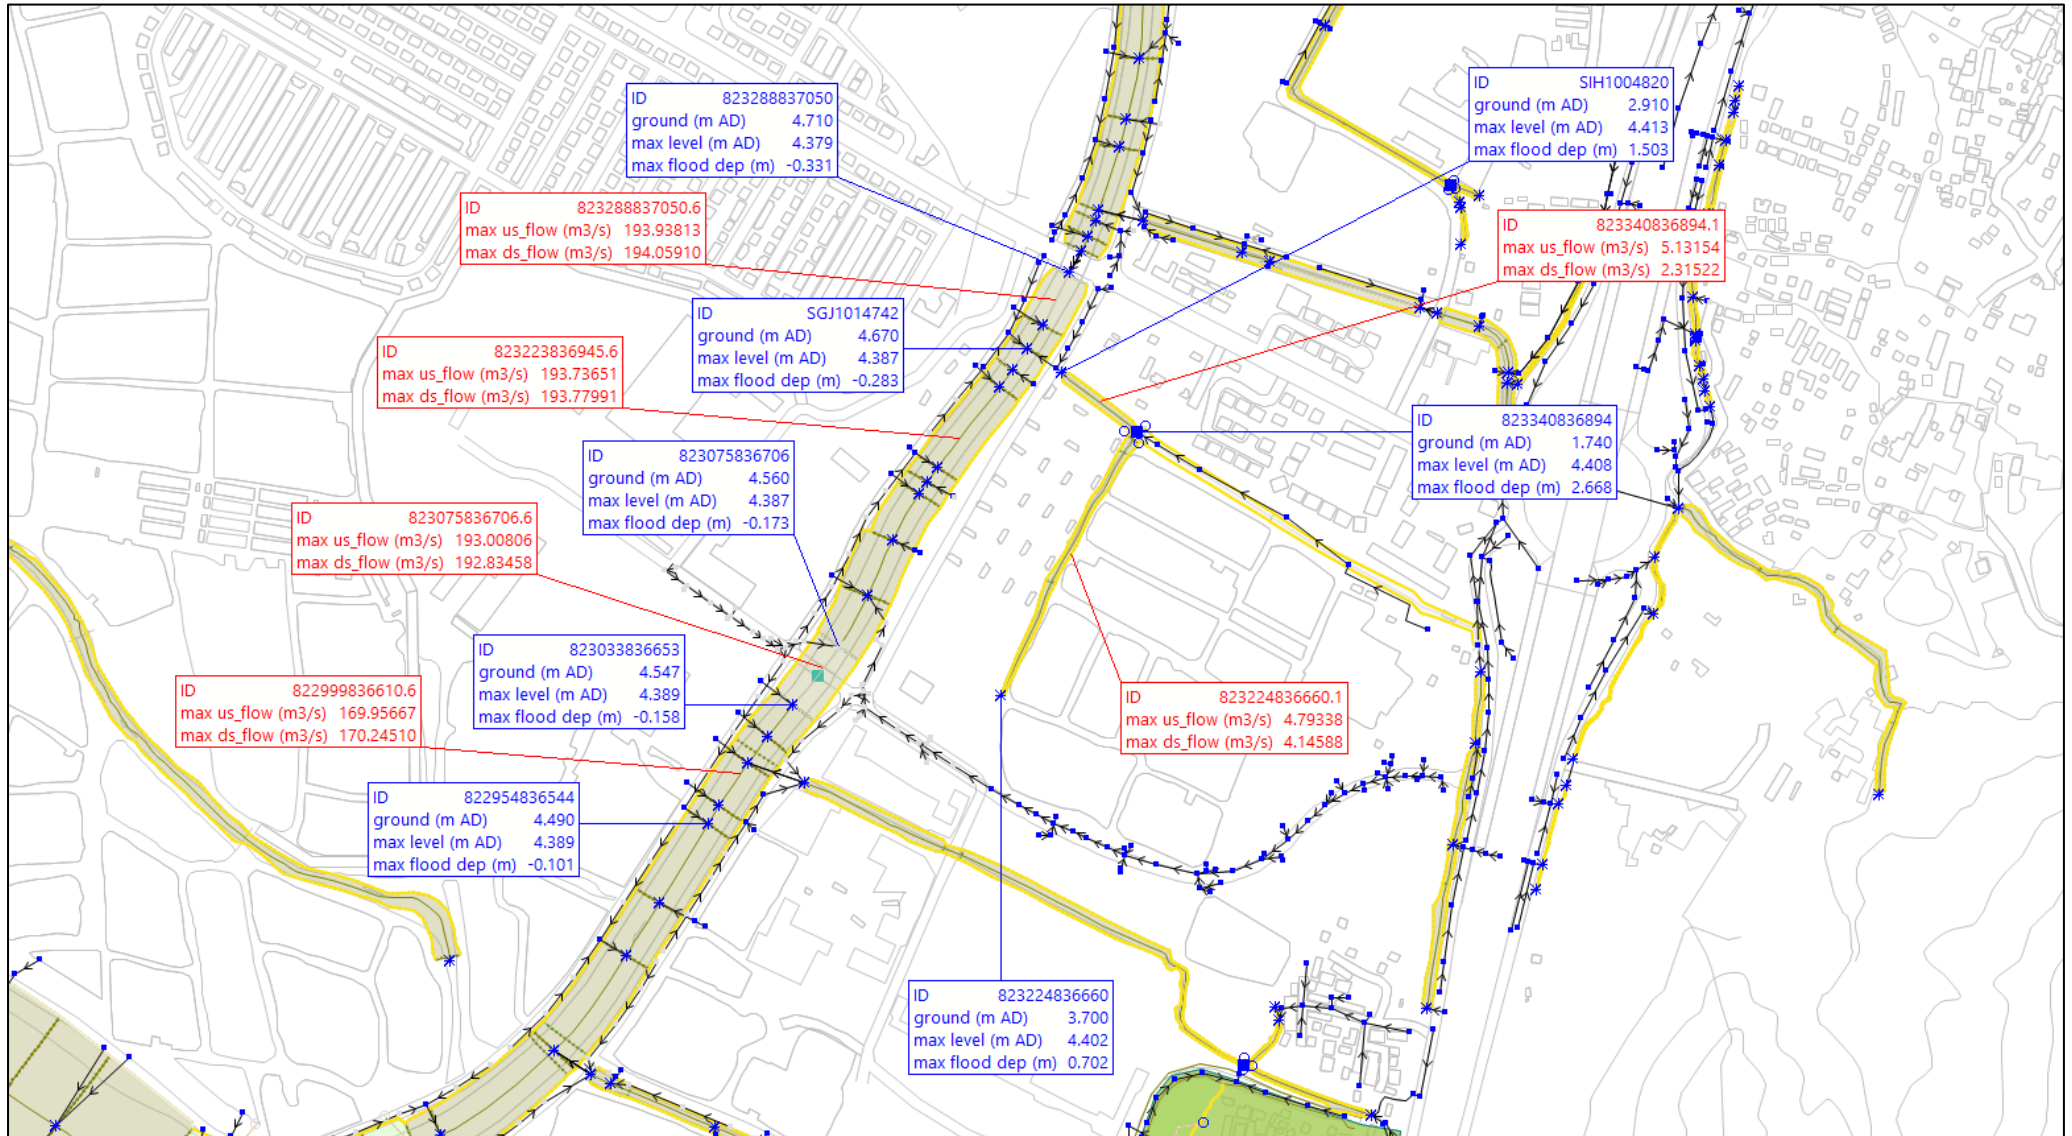 ID 823288837050
ground (m AD) 4.710
max level (m AD) 4.379
max flood dep (m) -0.331
ID SIH1004820
ground (m AD) 2.910
max level (m AD) 4.413
max flood dep (m) 1.503
ID 823288837050.6
max us_flow (m3/s) 193.93813
max ds_flow (m3/s) 194.05910
ID 823340836894.1
max us_flow (m3/s) 5.13154
max ds_flow (m3/s) 2.31522
ID SGJ1014742
ground (m AD) 4.670
max level (m AD) 4.387
max flood dep (m) -0.283
ID 823223836945.6
max us_flow (m3/s) 193.73651
max ds_flow (m3/s) 193.77991
ID 823340836894
ground (m AD) 1.740
max level (m AD) 4.408
max flood dep (m) 2.668
ID 823075836706
ground (m AD) 4.560
max level (m AD) 4.387
max flood dep (m) -0.173
ID 823075836706.6
max us_flow (m3/s) 193.00806
max ds_flow (m3/s) 192.83458
ID 823033836653
ground (m AD) 4.547
max level (m AD) 4.389
max flood dep (m) -0.158
ID 822999836610.6
max us_flow (m3/s) 169.95667
max ds_flow (m3/s) 170.24510
ID 823224836660.1
max us_flow (m3/s) 4.79338
max ds_flow (m3/s) 4.14588
ID 822954836544
ground (m AD) 4.490
max level (m AD) 4.389
max flood dep (m) -0.101
ID 823224836660
ground (m AD) 3.700
max level (m AD) 4.402
max flood dep (m) 0.702